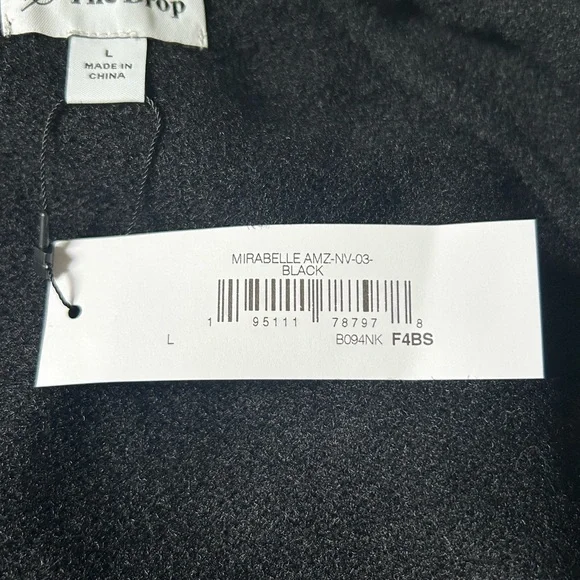 The Drop
L
MADE IN
CHINA
MIRABELLE AMZ-NV-03-
BLACK
1 95111 78797 8
L B094NK F4BS